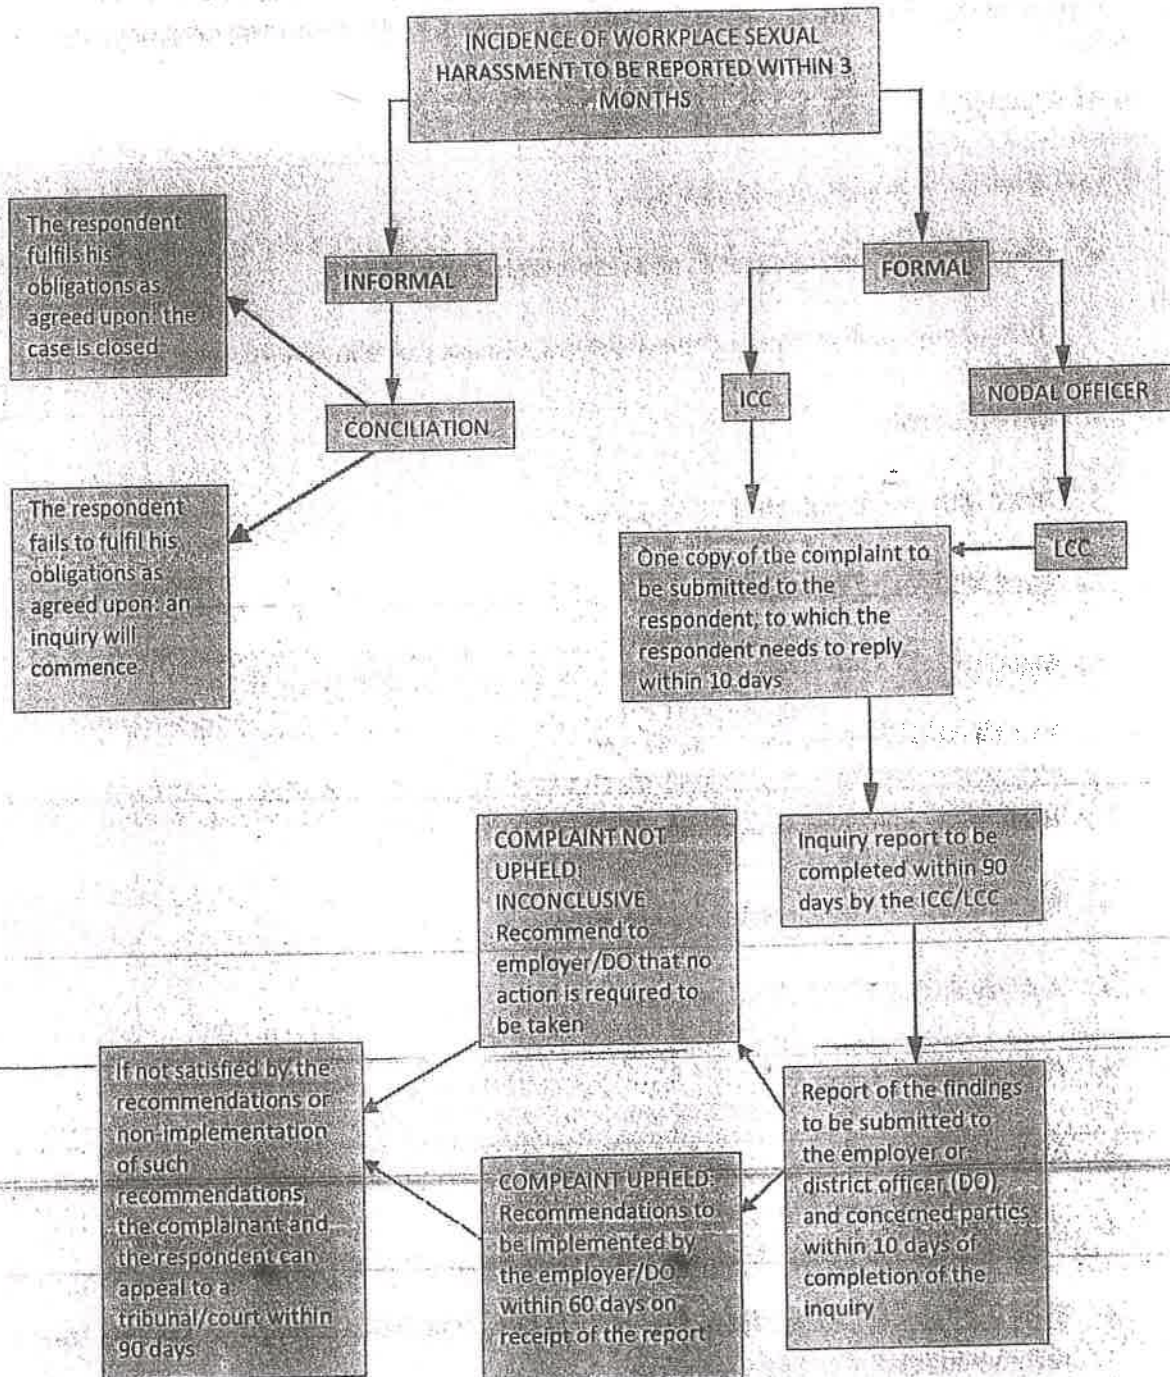 INCIDENCE OF WORKPLACE SEXUAL
HARASSMENT TO BE REPORTED WITHIN 3
MONTHS
INFORMAL
FORMAL
The respondent
fulfils his
obligations as
agreed upon: the
case is closed
CONCILIATION
The respondent
fails to fulfil his
obligations as
agreed upon: an
inquiry will
commence
ICC
NODAL OFFICER
LCC
One copy of the complaint to
be submitted to the
respondent, to which the
respondent needs to reply
within 10 days
Inquiry report to be
completed within 90
days by the ICC/LCC
Report of the findings
to be submitted to
the employer or
district officer (DO)
and concerned parties
within 10 days of
completion of the
inquiry
COMPLAINT NOT
UPHELD:
INCONCLUSIVE
Recommend to
employer/DO that no
action is required to
be taken
COMPLAINT UPHELD:
Recommendations to
be implemented by
the employer/DO
within 60 days on
receipt of the report
If not satisfied by the
recommendations or
non-implementation
of such
recommendations,
the complainant and
the respondent can
appeal to a
tribunal/court within
90 days